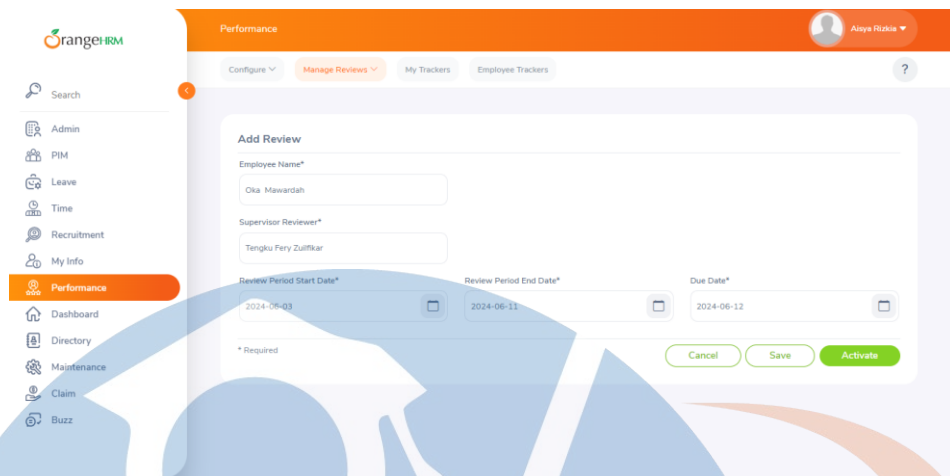 OrangeHRM
Performance
Aisya Rizkia
Configure
Manage Reviews
My Trackers
Employee Trackers
?
Search
Admin
PIM
Leave
Time
Recruitment
My Info
Performance
Dashboard
Directory
Maintenance
Claim
Buzz
Add Review
Employee Name*
Oka Mawardah
Supervisor Reviewer*
Tengku Fery Zulfikar
Review Period Start Date*
Review Period End Date*
Due Date*
2024-06-03
2024-06-11
2024-06-12
* Required
Cancel
Save
Activate